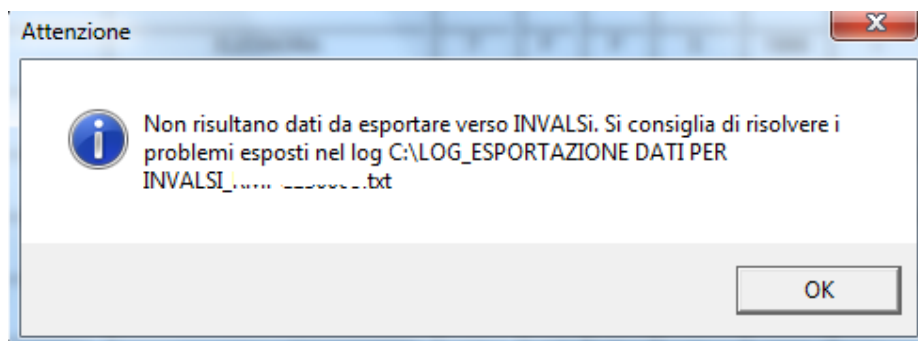 Attenzione
Non risultano dati da esportare verso INVALSi. Si consiglia di risolvere i
problemi esposti nel log C:\LOG_ESPORTAZIONE DATI PER
INVALSI_ .txt
OK